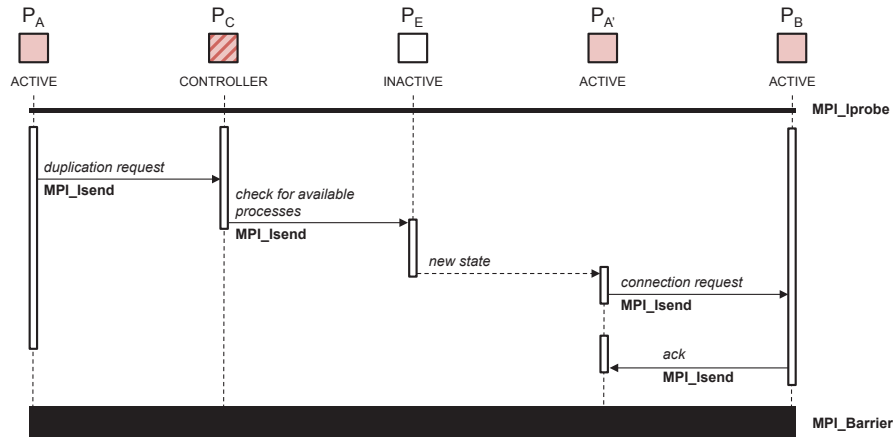 P_A P_C P_E P_A' P_B
ACTIVE CONTROLLER INACTIVE ACTIVE ACTIVE
MPI_Iprobe
duplication request
MPI_Isend
check for available
processes
MPI_Isend
new state
connection request
MPI_Isend
ack
MPI_Isend
MPI_Barrier